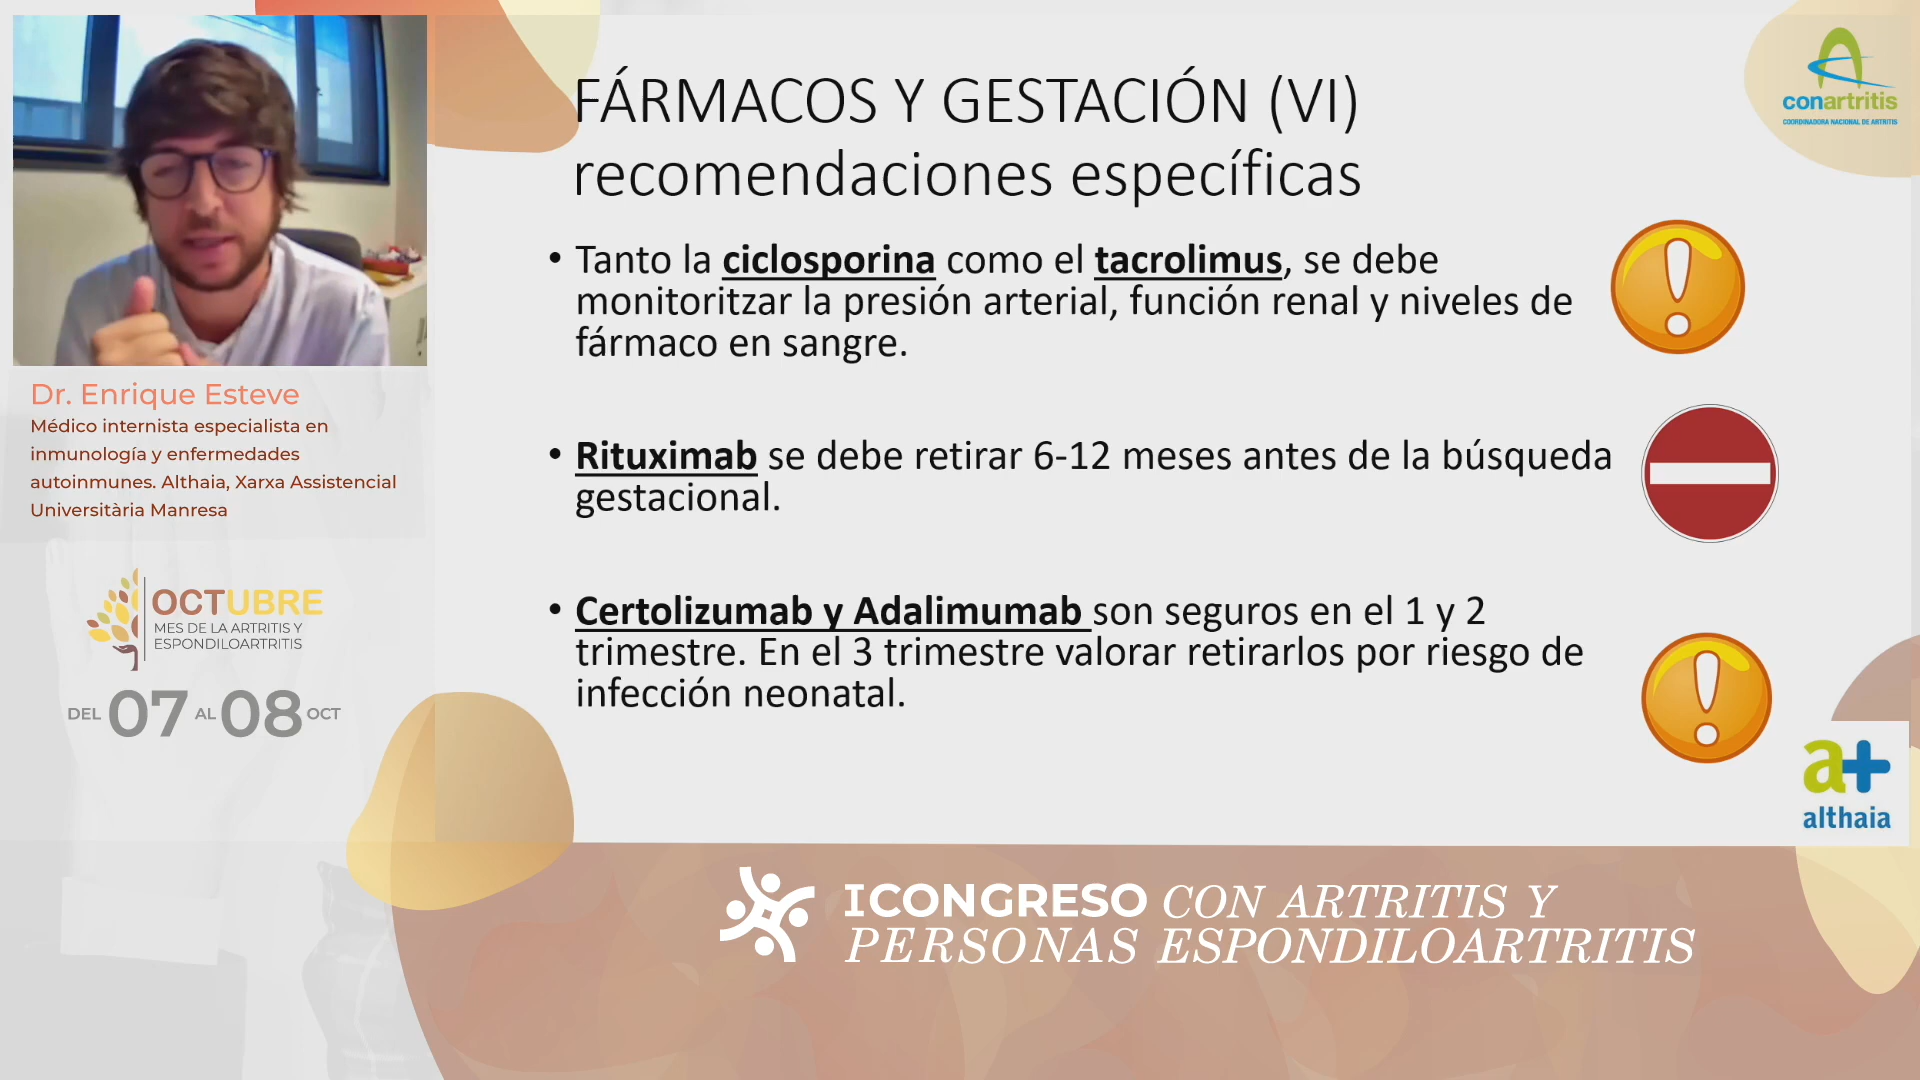 FÁRMACOS Y GESTACIÓN (VI)
recomendaciones específicas
• Tanto la ciclosporina como el tacrolimus, se debe
monitoritzar la presión arterial, función renal y niveles de
fármaco en sangre.
• Rituximab se debe retirar 6-12 meses antes de la búsqueda
gestacional.
• Certolizumab y Adalimumab son seguros en el 1 y 2
trimestre. En el 3 trimestre valorar retirarlos por riesgo de
infección neonatal.
conartritis
COORDINADORA NACIONAL DE ARTRITIS
Dr. Enrique Esteve
Médico internista especialista en
inmunología y enfermedades
autoinmunes. Althaia, Xarxa Assistencial
Universitària Manresa
OCTUBRE
MES DE LA ARTRITIS Y
ESPONDILOARTRITIS
DEL 07 AL 08 OCT
a+
althaia
I CONGRESO CON ARTRITIS Y
PERSONAS ESPONDILOARTRITIS